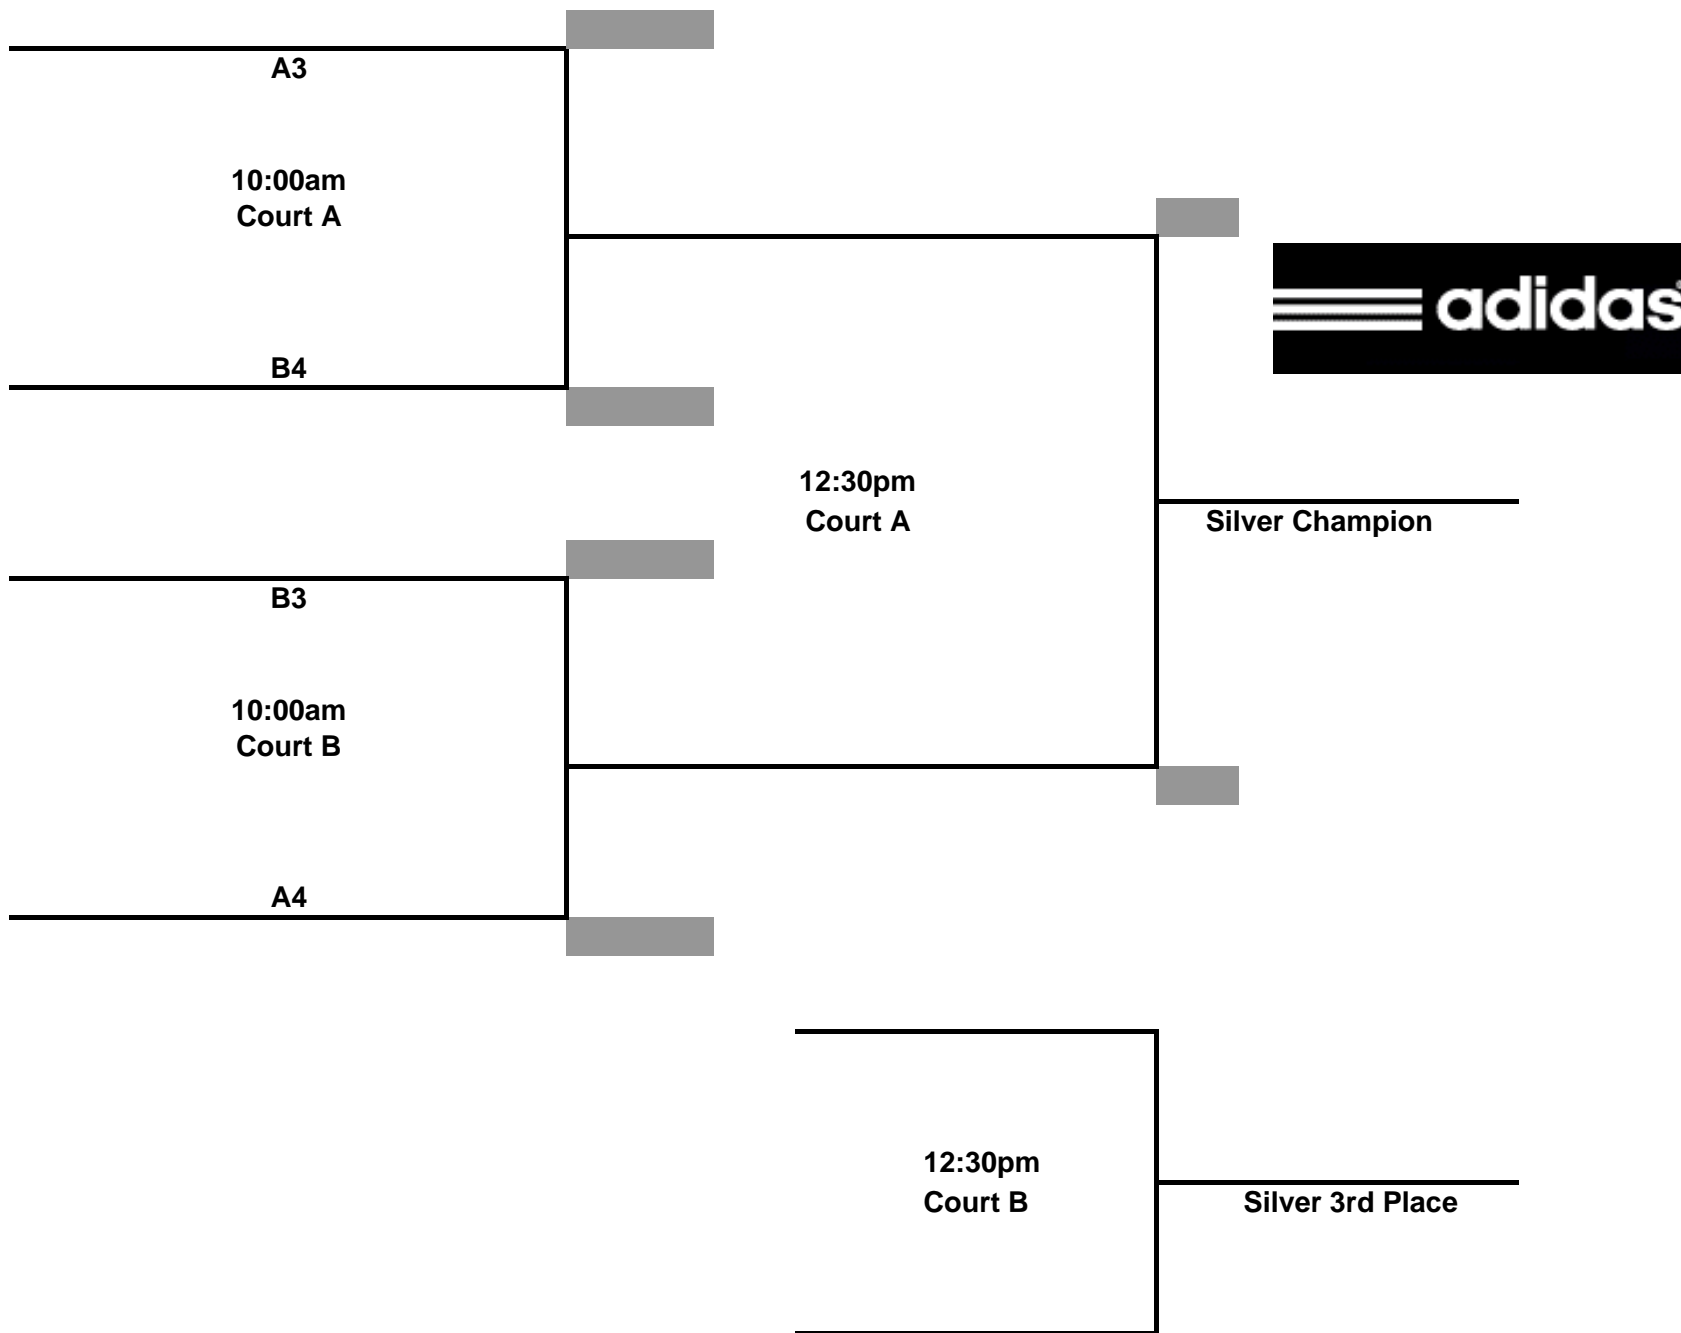 A3
10:00am
Court A
B4
adidas
12:30pm
Court A
Silver Champion
B3
10:00am
Court B
A4
12:30pm
Court B
Silver 3rd Place